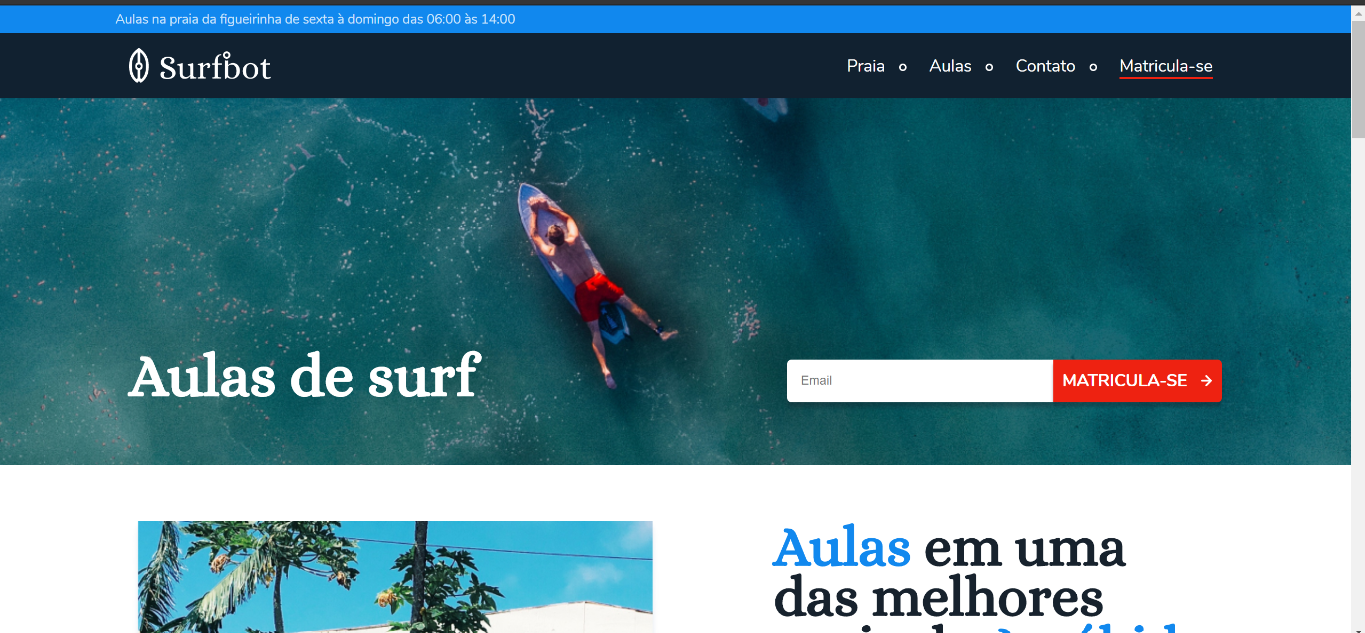 Aulas na praia da figueirinha de sexta à domingo das 06:00 às 14:00
Surfbot
Praia
Aulas
Contato
Matricula-se
Aulas de surf
Email
MATRICULA-SE →
Aulas em uma
das melhores